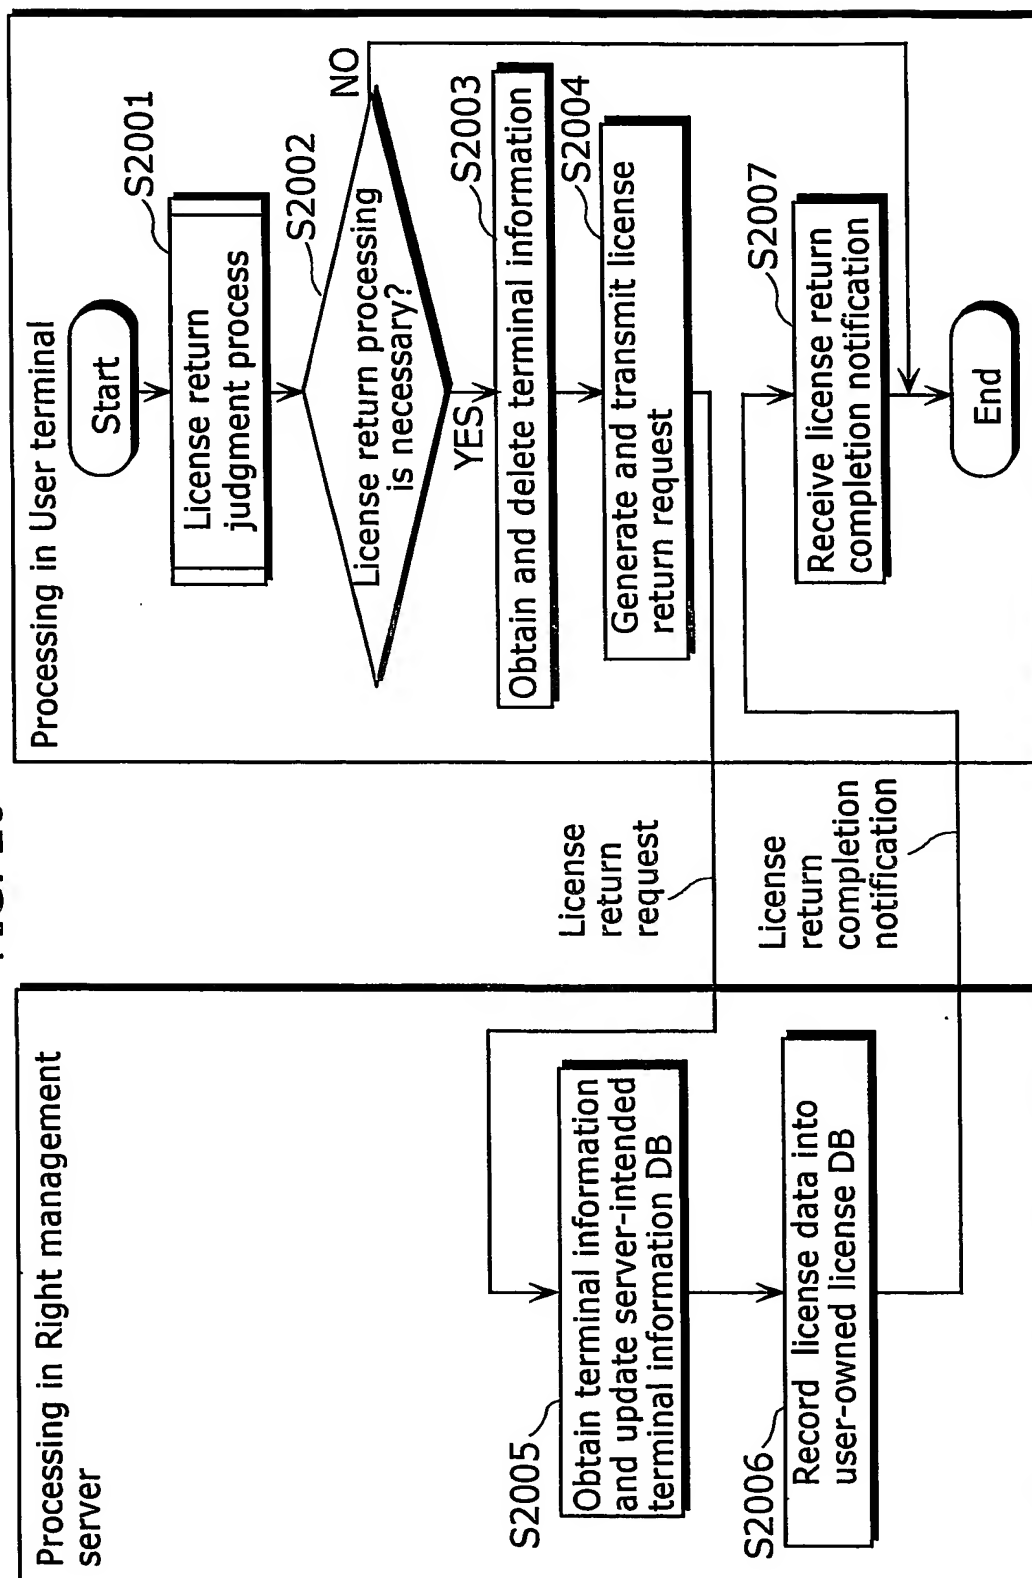 Processing in Right management
server
S2005
Obtain terminal information
and update server-intended
terminal information DB
S2006
Record license data into
user-owned license DB
License
return
request
License
return
completion
notification
Processing in User terminal
Start
S2001
License return
judgment process
S2002
License return processing
is necessary?
NO
YES
S2003
Obtain and delete terminal information
S2004
Generate and transmit license
return request
S2007
Receive license return
completion notification
End